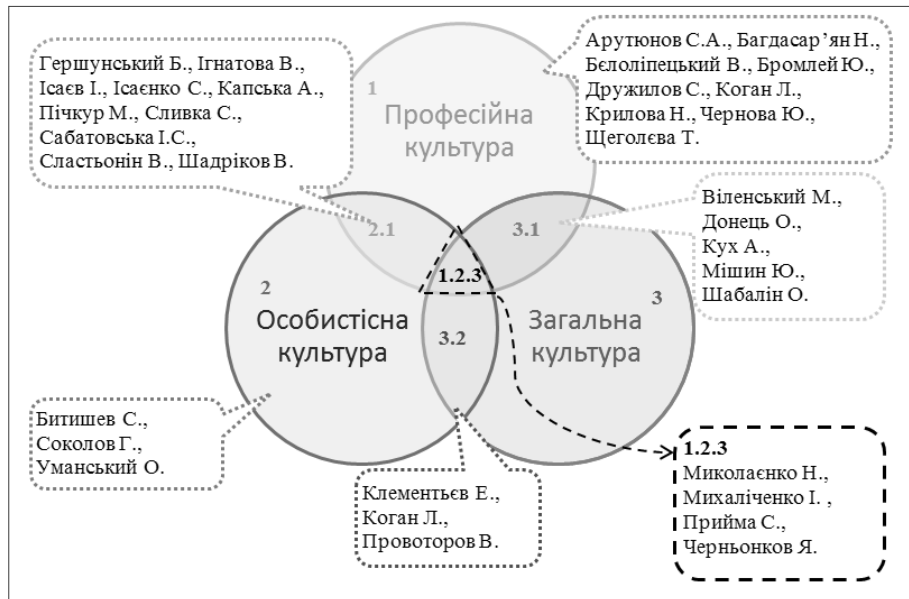 Гершунський Б., Ігнатова В.,
Ісаєв І., Ісаєнко С., Капська А.,
Пічкур М., Сливка С.,
Сабатовська І.С.,
Сластьонін В., Шадріков В.
1
Професійна
культура
Арутюнов С.А., Багдасар’ян Н.,
Бєлоліпецький В., Бромлей Ю.,
Дружилов С., Коган Л.,
Крилова Н., Чернова Ю.,
Щеголєва Т.
2.1
3.1
1.2.3
Віленський М.,
Донець О.,
Кух А.,
Мішин Ю.,
Шабалін О.
2
Особистісна
культура
3.2
3
Загальна
культура
Битишев С.,
Соколов Г.,
Уманський О.
Клементьєв Е.,
Коган Л.,
Провоторов В.
1.2.3
Миколаєнко Н.,
Михаліченко І. ,
Прийма С.,
Черньонков Я.